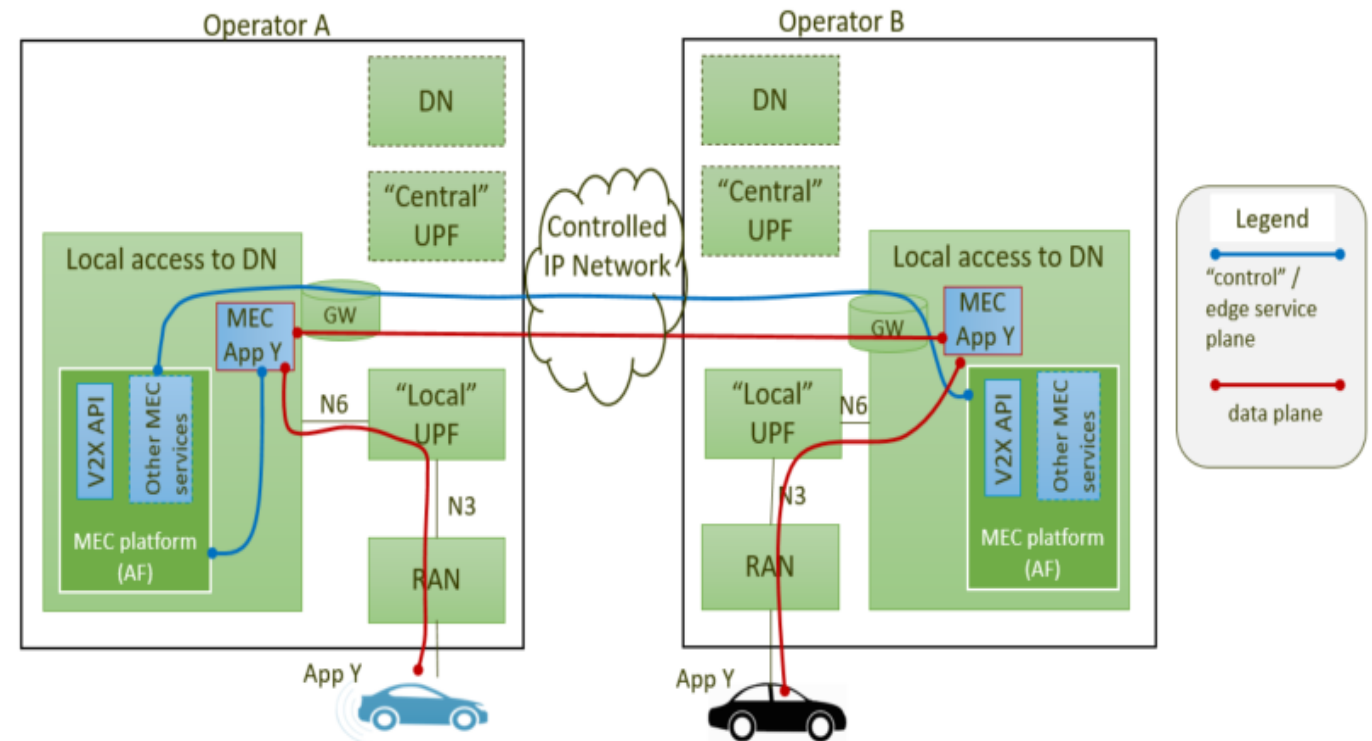 Operator A
DN
“Central”
UPF
Local access to DN
GW
MEC
App Y
V2X API
Other MEC
services
MEC platform
(AF)
N6
“Local”
UPF
N3
RAN
App Y
Controlled
IP Network
Operator B
DN
“Central”
UPF
Local access to DN
GW
MEC
App Y
“Local”
UPF
N6
N3
RAN
V2X API
Other MEC
services
MEC platform
(AF)
App Y
Legend
“control” /
edge service
plane
data plane